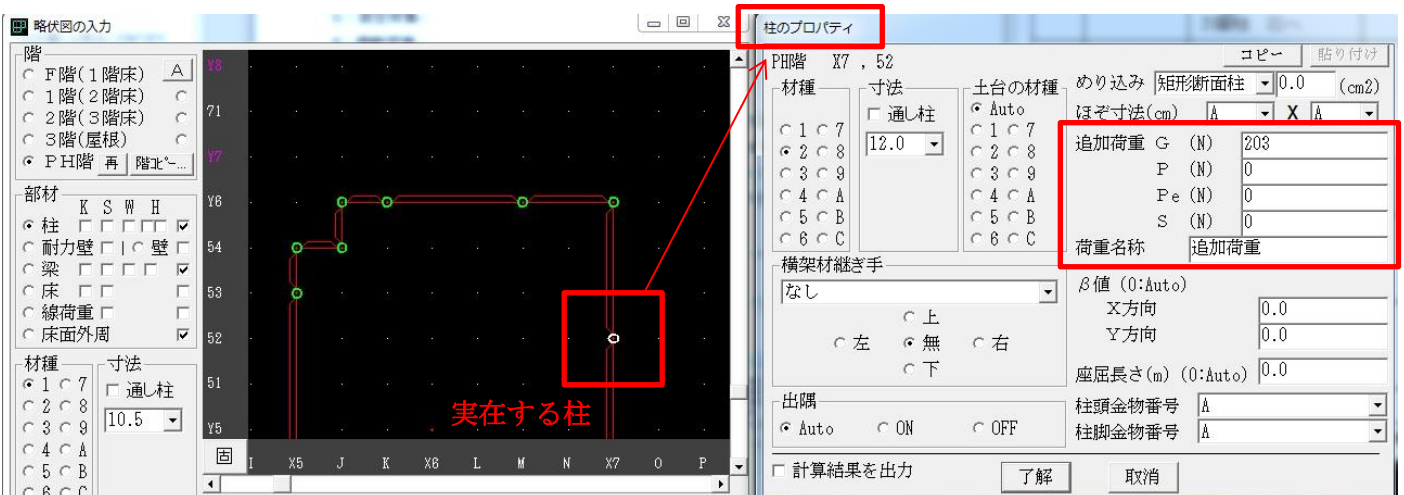 略伏図の入力
階
F階(1階床) A
1階(2階床)
2階(3階床)
3階(屋根)
PH階 再 階ｺﾋﾟｰ...
部材
K S W H
柱
耐力壁 | 壁
梁
床
線荷重
床面外周
材種
1 7
2 8
3 9
4 A
5 B
6 C
寸法
通し柱
10.5
Y8
71
Y7
Y6
54
53
52
51
Y5
実在する柱
固
I X5 J K X6 L M N X7 O P
柱のプロパティ
PH階 X7 , 52
コピー 貼り付け
材種
1 7
2 8
3 9
4 A
5 B
6 C
寸法
通し柱
12.0
土台の材種
Auto
1 7
2 8
3 9
4 A
5 B
6 C
めり込み 矩形断面柱 0.0 (cm2)
ほぞ寸法(cm) A X A
追加荷重 G (N) 203
P (N) 0
Pe (N) 0
S (N) 0
荷重名称 追加荷重
横架材継ぎ手
なし
上
左 無 右
下
β値 (0:Auto)
X方向 0.0
Y方向 0.0
座屈長さ(m) (0:Auto) 0.0
出隅
Auto ON OFF
柱頭金物番号 A
柱脚金物番号 A
計算結果を出力 了解 取消